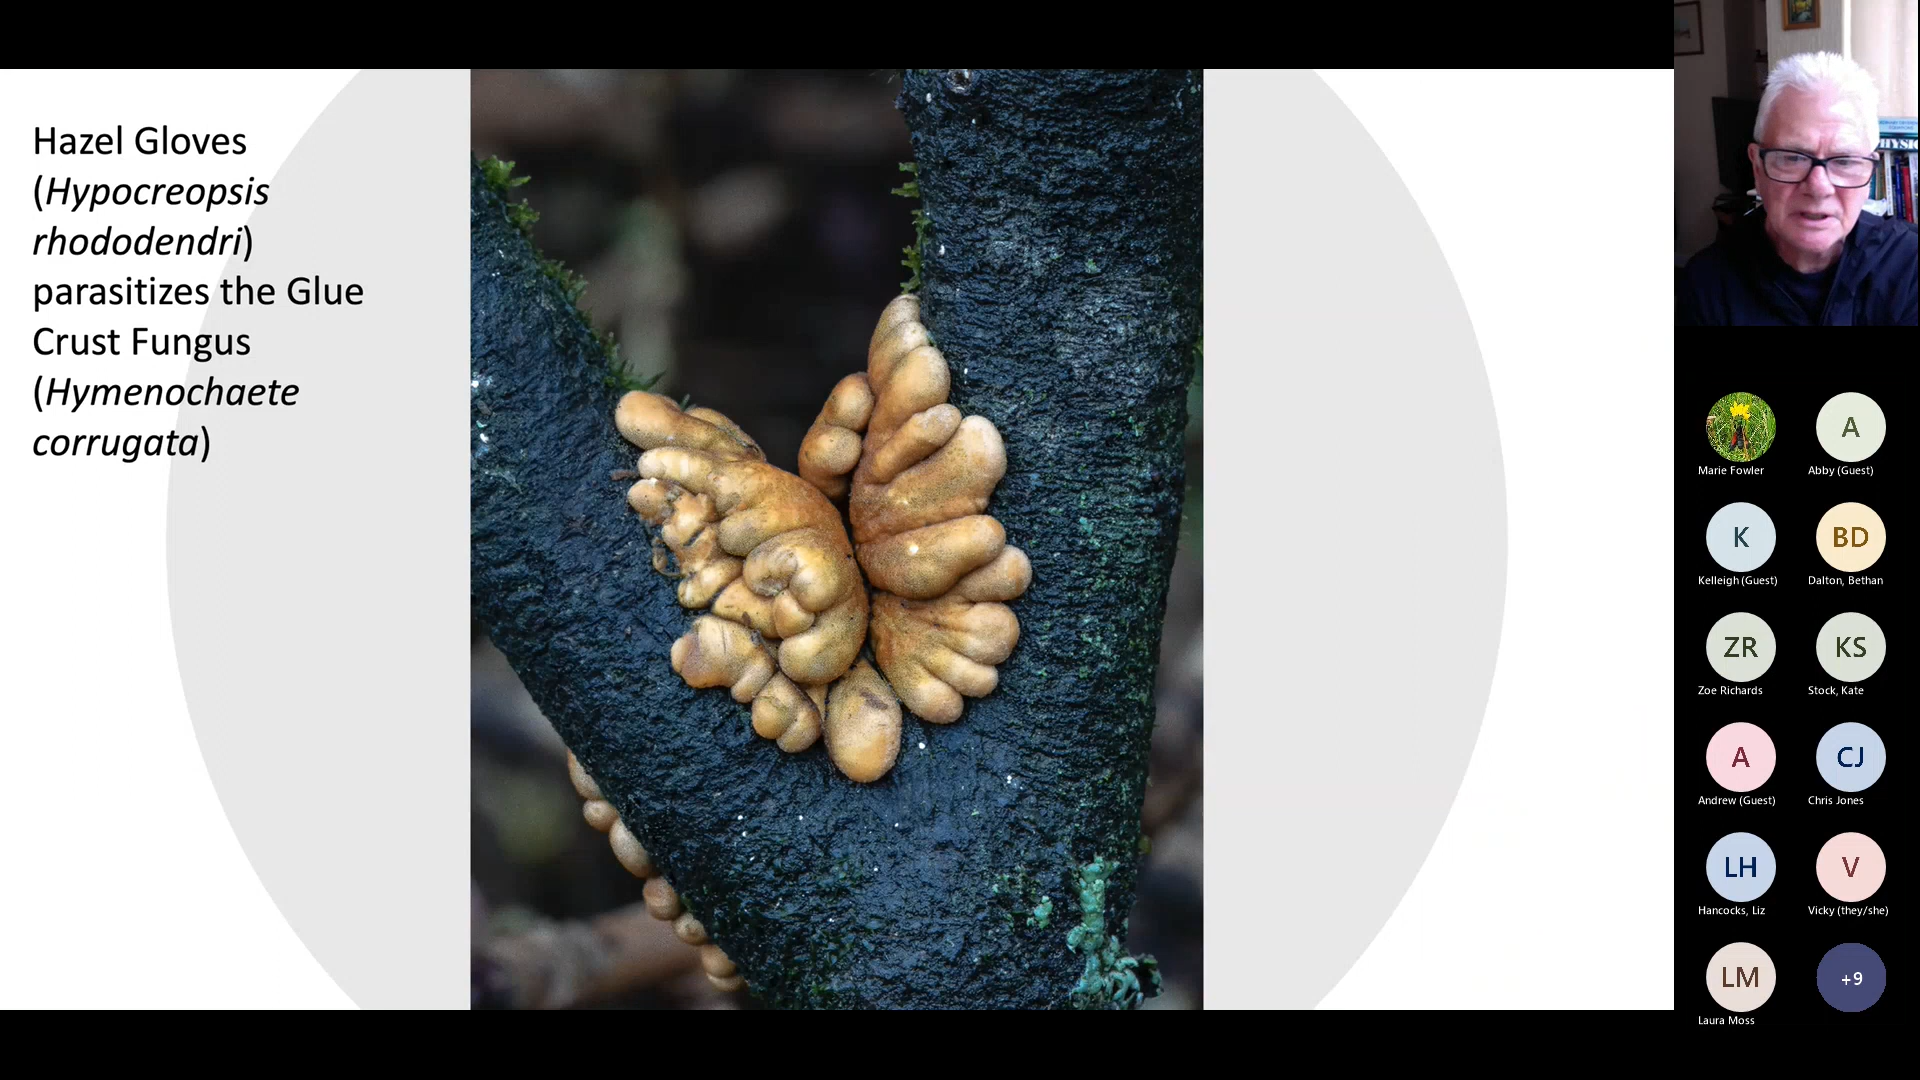 Hazel Gloves
(Hypocreopsis
rhododendri)
parasitizes the Glue
Crust Fungus
(Hymenochaete
corrugata)
PHYSIC
Marie Fowler
A
Abby (Guest)
K
Kelleigh (Guest)
BD
Dalton, Bethan
ZR
Zoe Richards
KS
Stock, Kate
A
Andrew (Guest)
CJ
Chris Jones
LH
Hancocks, Liz
V
Vicky (they/she)
LM
Laura Moss
+9